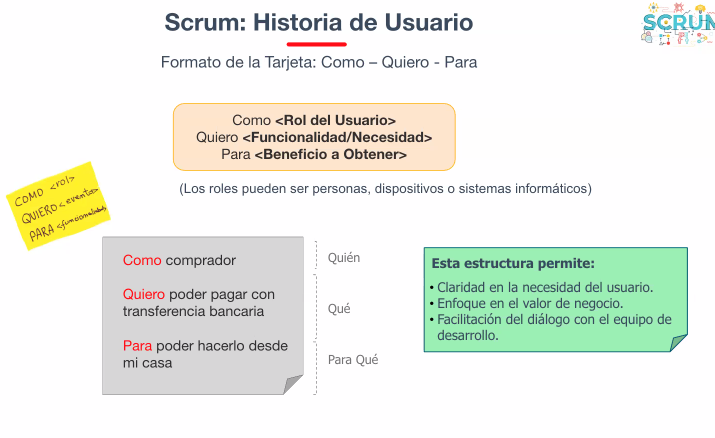 Scrum: Historia de Usuario
SCRUM
Formato de la Tarjeta: Como – Quiero - Para
Como <Rol del Usuario>
Quiero <Funcionalidad/Necesidad>
Para <Beneficio a Obtener>
(Los roles pueden ser personas, dispositivos o sistemas informáticos)
COMO <rol>
QUIERO <evento>
PARA <funcionalidad>
Como comprador
Quiero poder pagar con
transferencia bancaria
Para poder hacerlo desde
mi casa
Quién
Qué
Para Qué
Esta estructura permite:
• Claridad en la necesidad del usuario.
• Enfoque en el valor de negocio.
• Facilitación del diálogo con el equipo de
desarrollo.